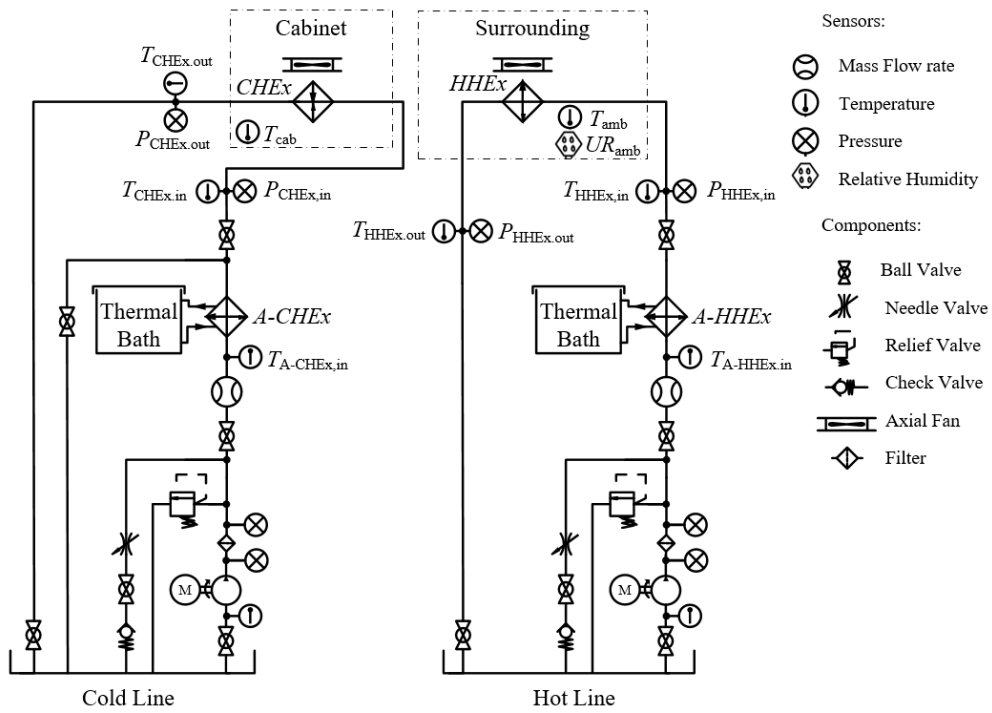 Cabinet
Surrounding
Sensors:
T_CHEx.out
CHEx
HHEx
Mass Flow rate
Temperature
P_CHEx.out
T_cab
T_amb
UR_amb
Pressure
Relative Humidity
T_CHEx.in
P_CHEx,in
T_HHEx,in
P_HHEx,in
T_HHEx.out
P_HHEx.out
Components:
Ball Valve
Thermal
Bath
A-CHEx
Thermal
Bath
A-HHEx
Needle Valve
Relief Valve
T_A-CHEx,in
T_A-HHEx.in
Check Valve
Axial Fan
Filter
M
M
Cold Line
Hot Line